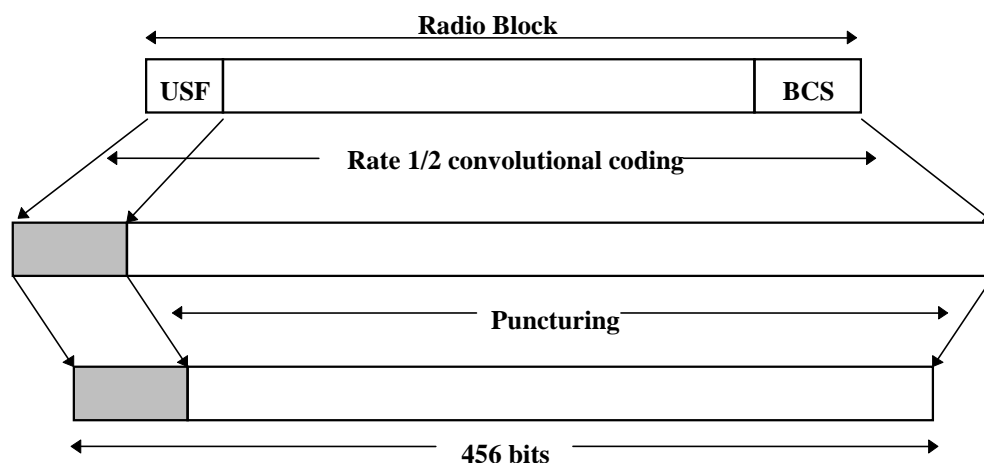 Radio Block
USF
BCS
Rate 1/2 convolutional coding
Puncturing
456 bits